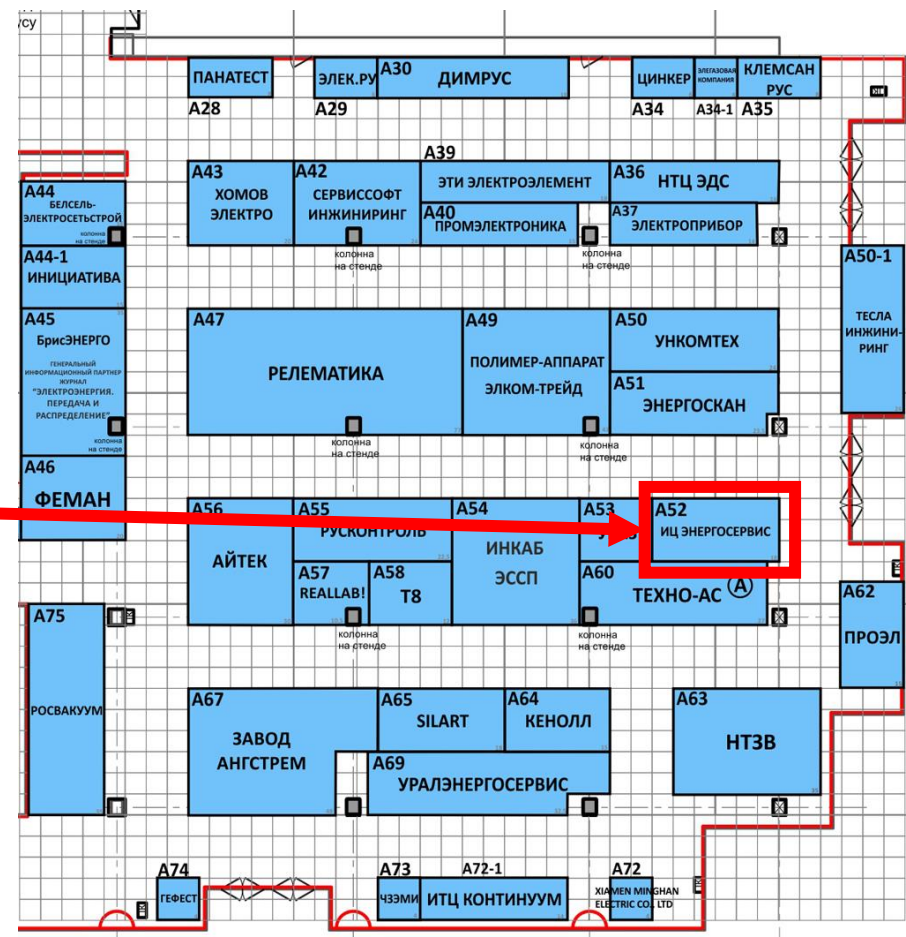 усу
ПАНАТЕСТ
A28
ЭЛЕК.РУ
A29
A30
ДИМРУС
ЦИНКЕР
A34
ЭЛЕГАЗОВАЯ
КОМПАНИЯ
A34-1
КЛЕМСАН
РУС
A35
A44
БЕЛСЕЛЬ-
ЭЛЕКТРОСЕТЬСТРОЙ
колонна
на стенде
A43
ХОМОВ
ЭЛЕКТРО
A42
СЕРВИССОФТ
ИНЖИНИРИНГ
колонна
на стенде
A39
ЭТИ ЭЛЕКТРОЭЛЕМЕНТ
A40
ПРОМЭЛЕКТРОНИКА
колонна
на стенде
A36
НТЦ ЭДС
A37
ЭЛЕКТРОПРИБОР
A44-1
ИНИЦИАТИВА
A50-1
ТЕСЛА
ИНЖИНИ-
РИНГ
A45
БрисЭНЕРГО
ГЕНЕРАЛЬНЫЙ
ИНФОРМАЦИОННЫЙ ПАРТНЕР
ЖУРНАЛ
"ЭЛЕКТРОЭНЕРГИЯ.
ПЕРЕДАЧА И
РАСПРЕДЕЛЕНИЕ"
колонна
на стенде
A47
РЕЛЕМАТИКА
колонна
на стенде
A49
ПОЛИМЕР-АППАРАТ
ЭЛКОМ-ТРЕЙД
колонна
на стенде
A50
УНКОМТЕХ
A51
ЭНЕРГОСКАН
A46
ФЕМАН
A56
АЙТЕК
A55
РУСКОНТРОЛЬ
A57
REALLAB!
A58
Т8
колонна
на стенде
A54
ИНКАБ
ЭССП
A53
A52
ИЦ ЭНЕРГОСЕРВИС
A60
ТЕХНО-АС
A
колонна
на стенде
A62
ПРОЭЛ
A75
РОСВАКУУМ
A67
ЗАВОД
АНГСТРЕМ
A65
SILART
A64
КЕНОЛЛ
A69
УРАЛЭНЕРГОСЕРВИС
A63
НТЗВ
A74
ГЕФЕСТ
A73
ЧЗЭМИ
A72-1
ИТЦ КОНТИНУУМ
A72
XIAMEN MINGHAN
ELECTRIC CO., LTD